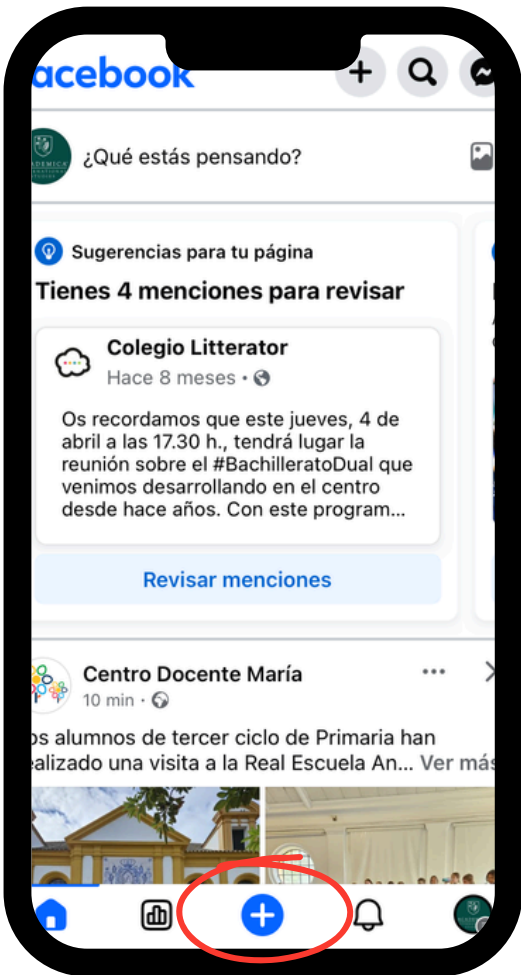 acebook
¿Qué estás pensando?
Sugerencias para tu página
Tienes 4 menciones para revisar
Colegio Litterator
Hace 8 meses ·
Os recordamos que este jueves, 4 de
abril a las 17.30 h., tendrá lugar la
reunión sobre el #BachilleratoDual que
venimos desarrollando en el centro
desde hace años. Con este program...
Revisar menciones
Centro Docente María
10 min ·
os alumnos de tercer ciclo de Primaria han
ealizado una visita a la Real Escuela An... Ver más